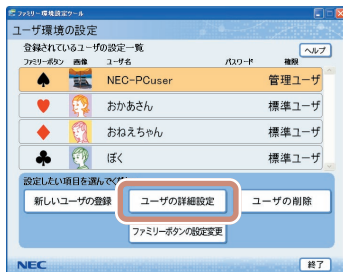 ファミリー環境設定ツール
ユーザ環境の設定
登録されているユーザの設定一覧
ヘルプ
ファミリーボタン 画像 ユーザ名 パスワード 権限
NEC-PCuser 管理ユーザ
おかあさん 標準ユーザ
おねえちゃん 標準ユーザ
ぼく 標準ユーザ
設定したい項目を選んでくだ
新しいユーザの登録 ユーザの詳細設定 ユーザの削除
ファミリーボタンの設定変更
NEC 終了